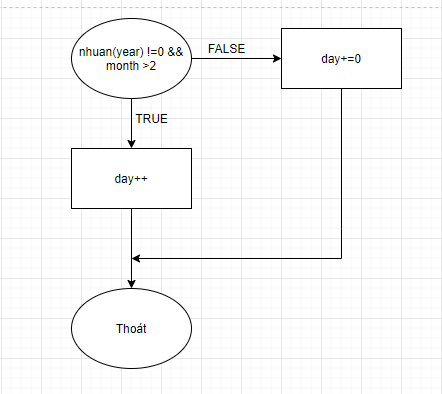 nhuan(year) !=0 &&
month >2
FALSE
day+=0
TRUE
day++
Thoát